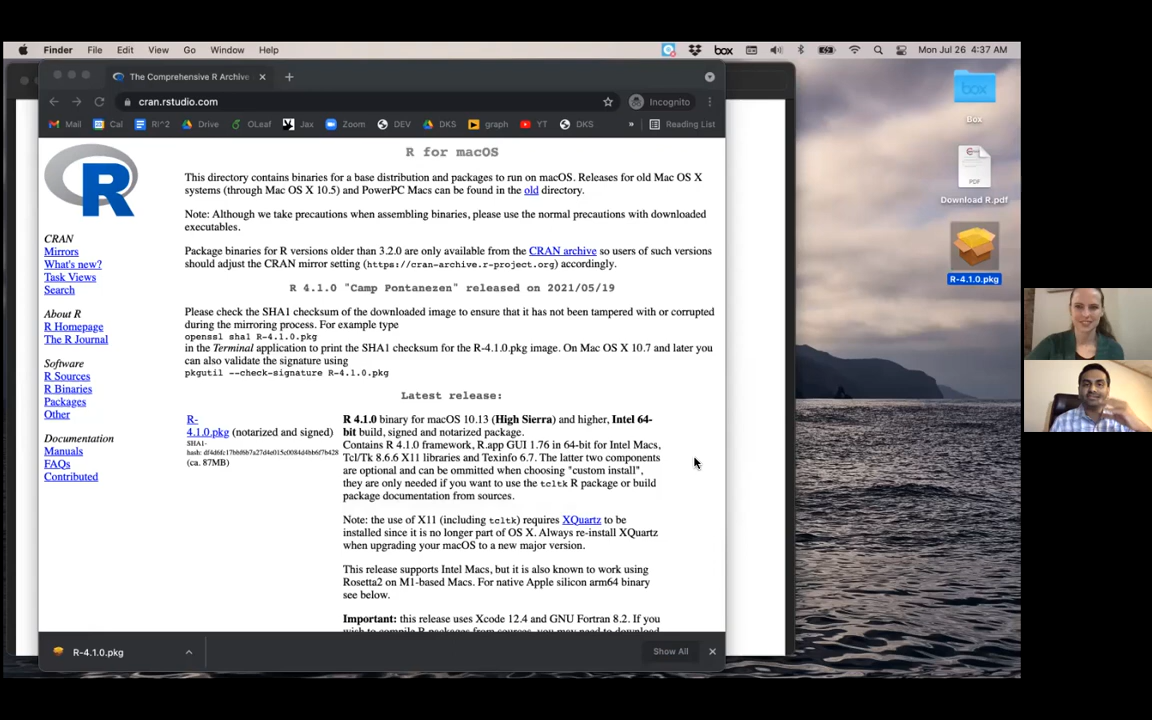 Finder File Edit View Go Window Help
box
Mon Jul 26 4:37 AM
The Comprehensive R Archive
cran.rstudio.com
Incognito
Mail Cal RI^2 Drive OLeaf Jax Zoom DEV DKS graph YT DKS » Reading List
R
R for macOS
This directory contains binaries for a base distribution and packages to run on macOS. Releases for old Mac OS X
systems (through Mac OS X 10.5) and PowerPC Macs can be found in the old directory.
Note: Although we take precautions when assembling binaries, please use the normal precautions with downloaded
executables.
Package binaries for R versions older than 3.2.0 are only available from the CRAN archive so users of such versions
should adjust the CRAN mirror setting (https://cran-archive.r-project.org) accordingly.
R 4.1.0 "Camp Pontanezen" released on 2021/05/19
Please check the SHA1 checksum of the downloaded image to ensure that it has not been tampered with or corrupted
during the mirroring process. For example type
openssl sha1 R-4.1.0.pkg
in the Terminal application to print the SHA1 checksum for the R-4.1.0.pkg image. On Mac OS X 10.7 and later you
can also validate the signature using
pkgutil --check-signature R-4.1.0.pkg
Latest release:
R-
4.1.0.pkg (notarized and signed)
SHA1-
hash:
(ca. 87MB)
R 4.1.0 binary for macOS 10.13 (High Sierra) and higher, Intel 64-
bit build, signed and notarized package.
Contains R 4.1.0 framework, R.app GUI 1.76 in 64-bit for Intel Macs,
Tcl/Tk 8.6.6 X11 libraries and Texinfo 6.7. The latter two components
are optional and can be ommitted when choosing "custom install",
they are only needed if you want to use the tcltk R package or build
package documentation from sources.
Note: the use of X11 (including tcltk) requires XQuartz to be
installed since it is no longer part of OS X. Always re-install XQuartz
when upgrading your macOS to a new major version.
This release supports Intel Macs, but it is also known to work using
Rosetta2 on M1-based Macs. For native Apple silicon arm64 binary
see below.
Important: this release uses Xcode 12.4 and GNU Fortran 8.2. If you
wish to compile R packages from sources, you may need to download
CRAN
Mirrors
What's new?
Task Views
Search
About R
R Homepage
The R Journal
Software
R Sources
R Binaries
Packages
Other
Documentation
Manuals
FAQs
Contributed
R-4.1.0.pkg
Show All
box
Box
PDF
Download R.pdf
R-4.1.0.pkg